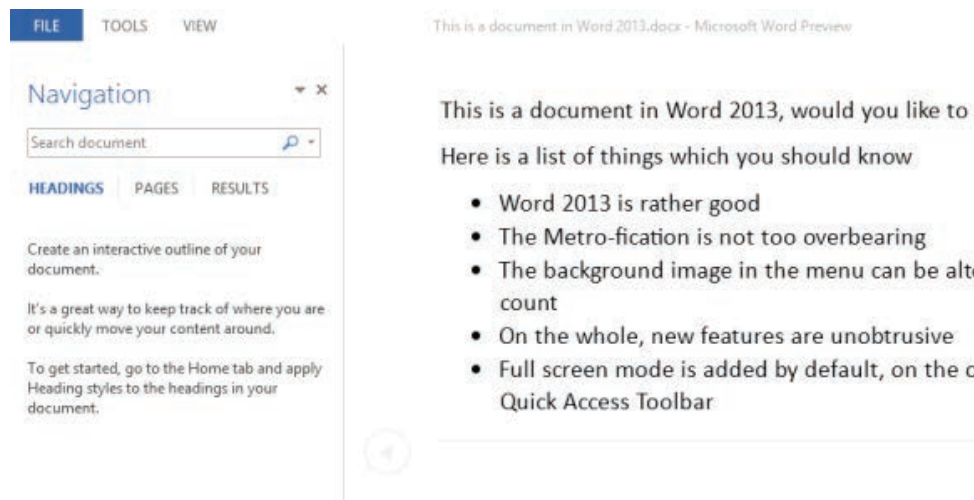 FILE TOOLS VIEW
This is a document in Word 2013.docx - Microsoft Word Preview
Navigation
Search document
HEADINGS PAGES RESULTS
Create an interactive outline of your
document.
It's a great way to keep track of where you are
or quickly move your content around.
To get started, go to the Home tab and apply
Heading styles to the headings in your
document.
This is a document in Word 2013, would you like to
Here is a list of things which you should know
• Word 2013 is rather good
• The Metro-fication is not too overbearing
• The background image in the menu can be
count
• On the whole, new features are unobtrusive
• Full screen mode is added by default, on the
Quick Access Toolbar